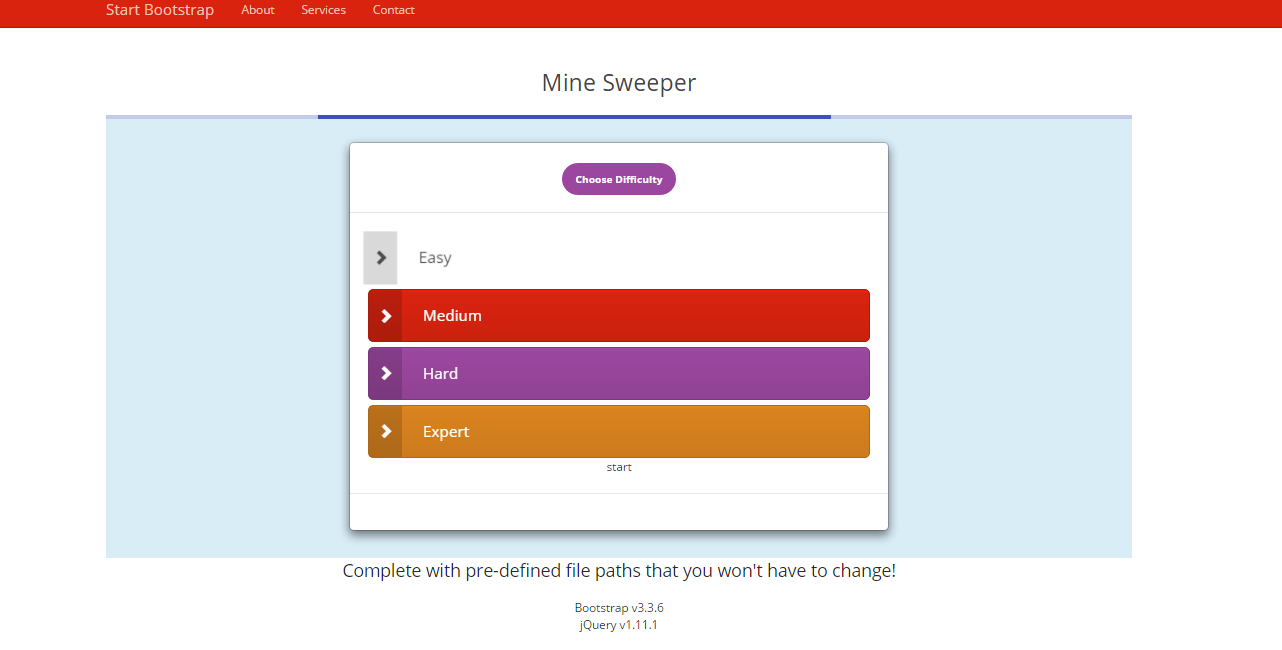 Start Bootstrap About Services Contact
Mine Sweeper
Choose Difficulty
Easy
Medium
Hard
Expert
start
Complete with pre-defined file paths that you won't have to change!
Bootstrap v3.3.6
jQuery v1.11.1